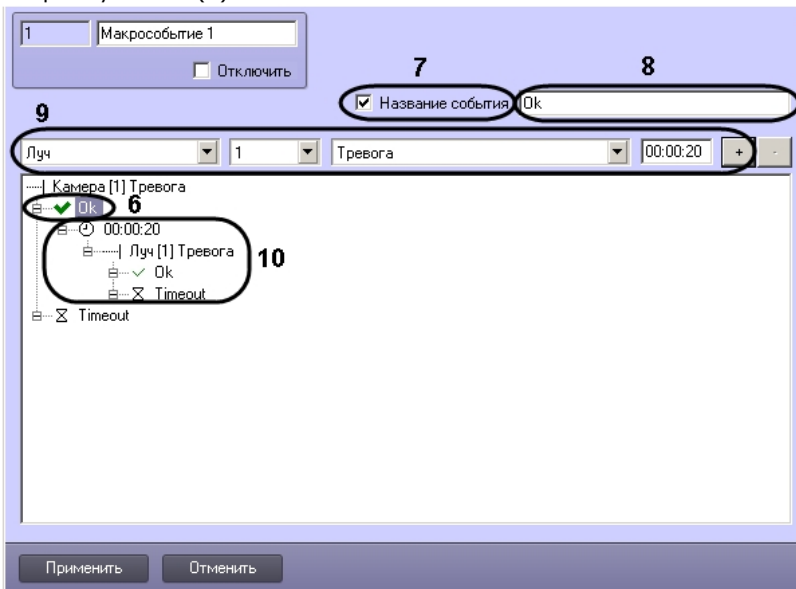 1 Макрособытие 1
Отключить
7 8
Название события Ok
9
Луч 1 Тревога 00:00:20 + -
Камера [1] Тревога
Ok 6
00:00:20
Луч [1] Тревога 10
Ok
Timeout
Timeout
Применить Отменить